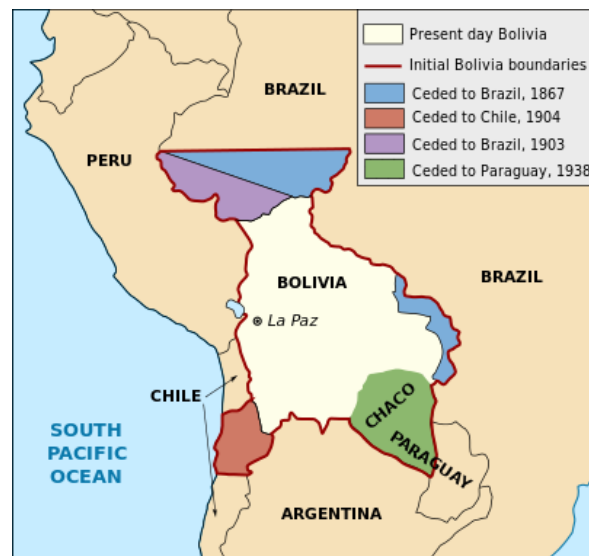 Present day Bolivia
Initial Bolivia boundaries
Ceded to Brazil, 1867
Ceded to Chile, 1904
Ceded to Brazil, 1903
Ceded to Paraguay, 1938
BRAZIL
PERU
BRAZIL
BOLIVIA
La Paz
CHILE
CHACO
PARAGUAY
SOUTH
PACIFIC
OCEAN
ARGENTINA